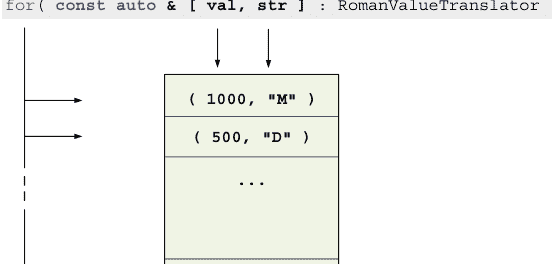 for( const auto & [ val, str ] : RomanValueTranslator
( 1000, "M" )
( 500, "D" )
...